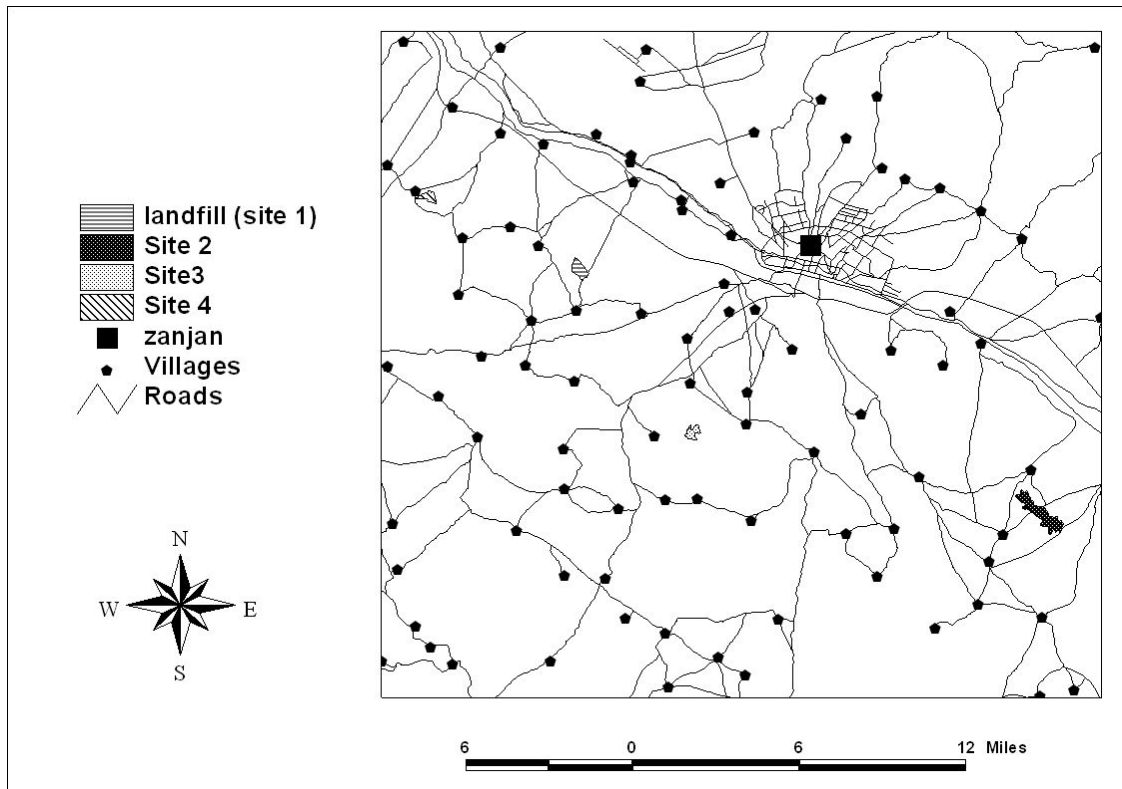 landfill (site 1)
Site 2
Site3
Site 4
zanjan
Villages
Roads
N
W E
S
6 0 6 12 Miles